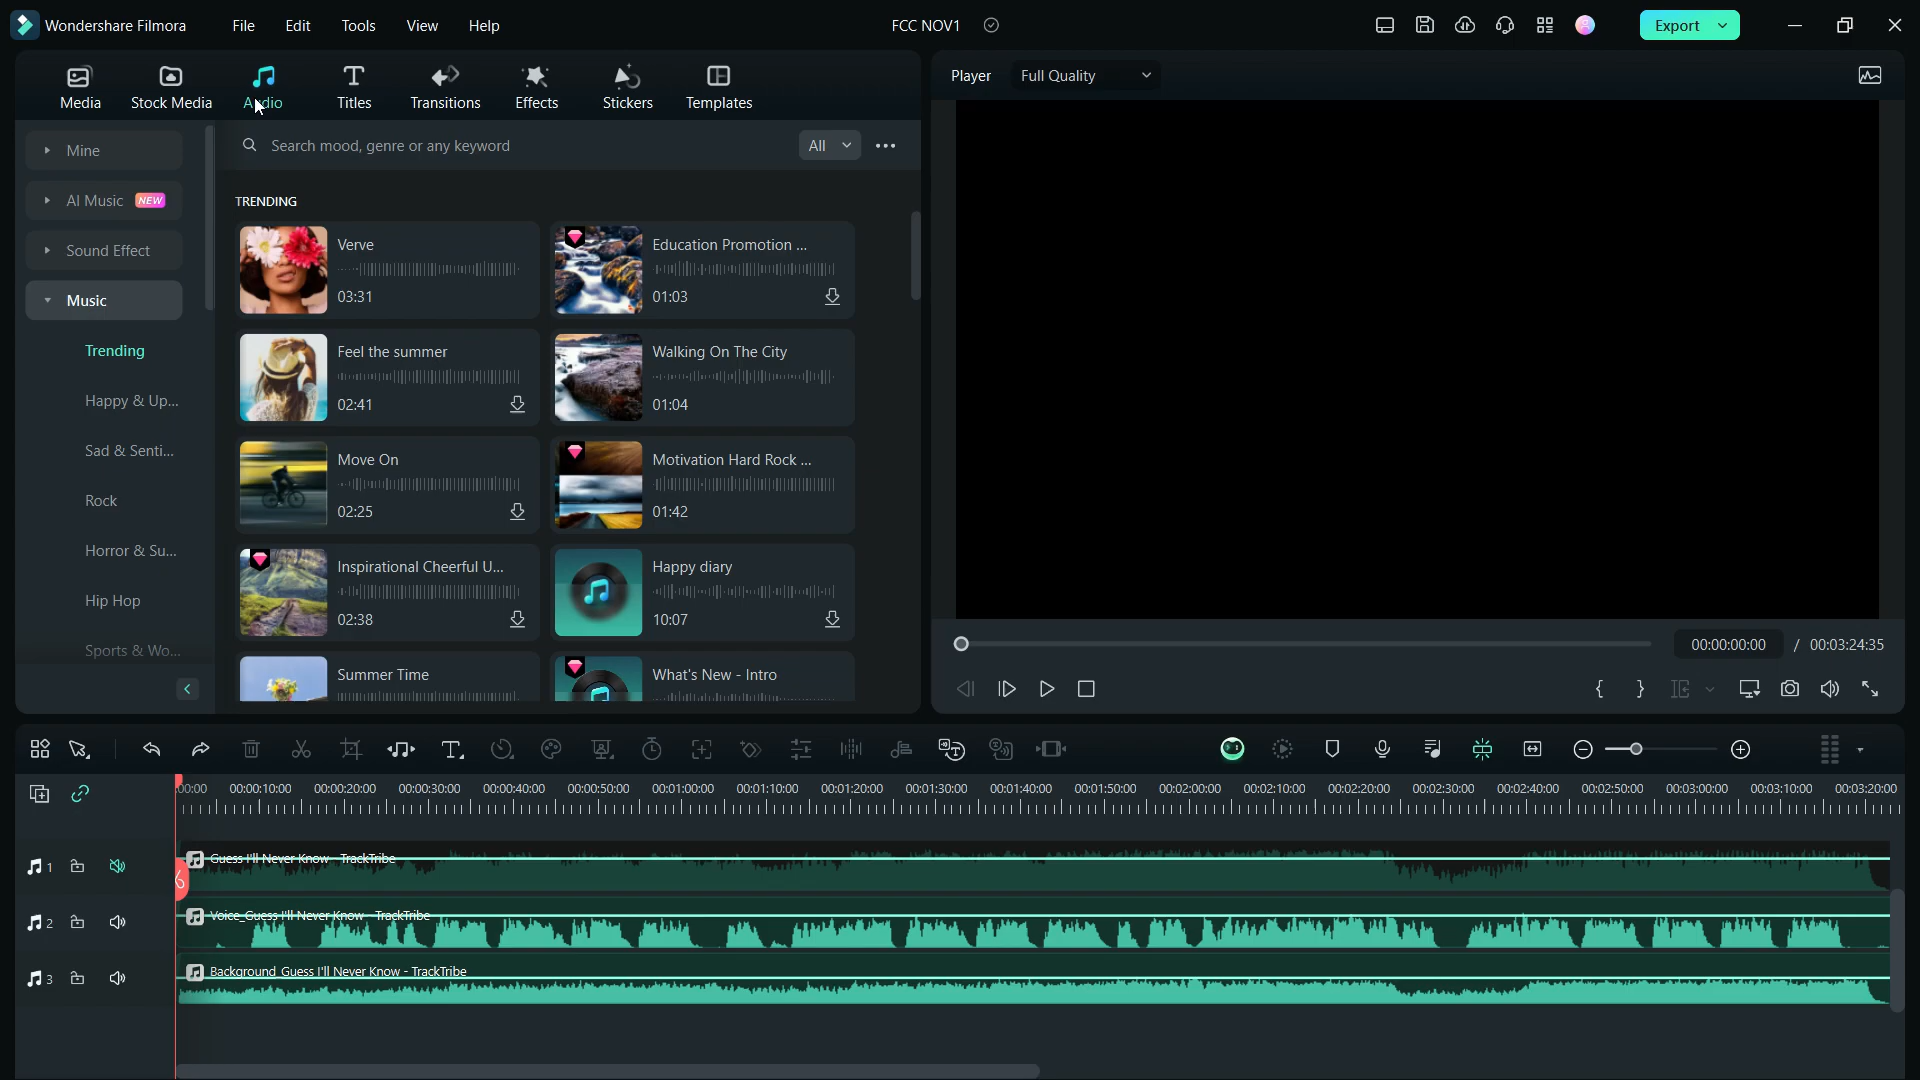 Wondershare Filmora
File Edit Tools View Help
FCC NOV1
Export
Media Stock Media Audio Titles Transitions Effects Stickers Templates
Player Full Quality
Search mood, genre or any keyword
All
Mine
AI Music NEW
Sound Effect
Music
Trending
Happy & Up...
Sad & Senti...
Rock
Horror & Su...
Hip Hop
Sports & Wo...
TRENDING
Verve
03:31
Education Promotion ...
01:03
Feel the summer
02:41
Walking On The City
01:04
Move On
02:25
Motivation Hard Rock ...
01:42
Inspirational Cheerful U...
02:38
Happy diary
10:07
Summer Time
What's New - Intro
00:00:00:00 / 00:03:24:35
:00:00 00:00:10:00 00:00:20:00 00:00:30:00 00:00:40:00 00:00:50:00 00:01:00:00 00:01:10:00 00:01:20:00 00:01:30:00 00:01:40:00 00:01:50:00 00:02:00:00 00:02:10:00 00:02:20:00 00:02:30:00 00:02:40:00 00:02:50:00 00:03:00:00 00:03:10:00 00:03:20:00
1
Guess I'll Never Know - TrackTribe
2
Voice_Guess I'll Never Know - TrackTribe
3
Background_Guess I'll Never Know - TrackTribe